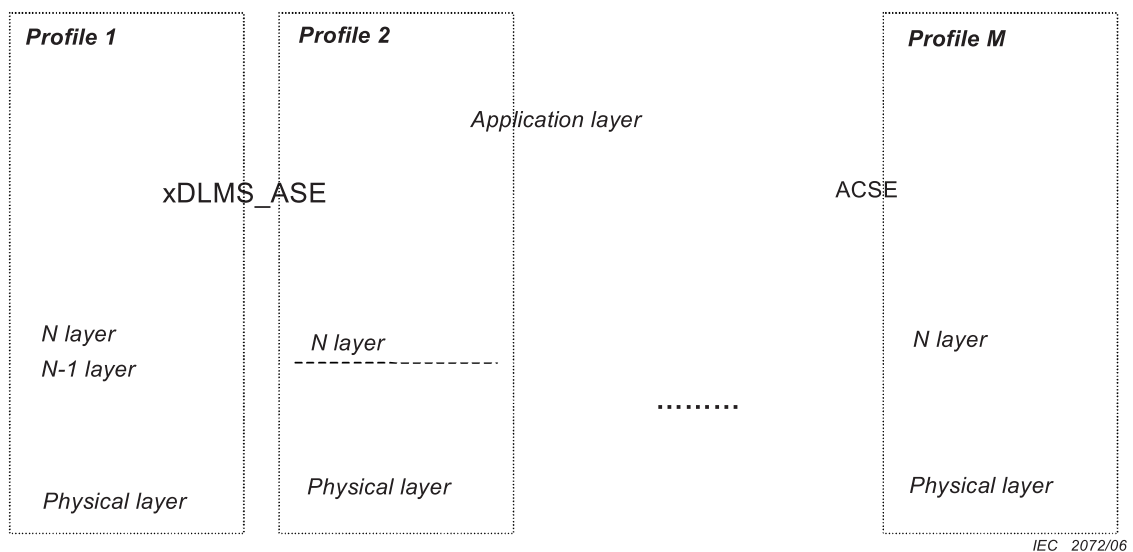 Profile 1
Profile 2
Profile M
Application layer
xDLMS_ASE
ACSE
N layer
N layer
N layer
N-1 layer
.........
Physical layer
Physical layer
Physical layer
IEC 2072/06